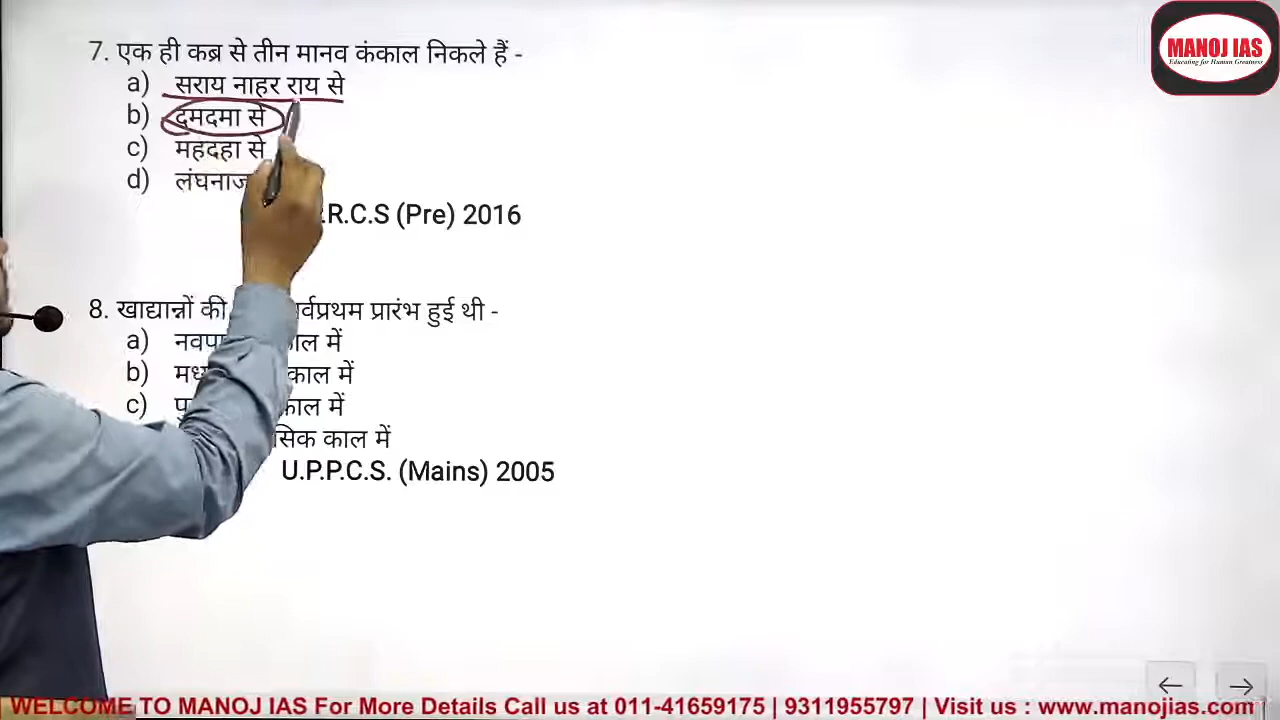 MANOJ IAS
Educating for Human Greatness
7. एक ही कब्र से तीन मानव कंकाल निकले हैं -
a) सराय नाहर राय से
b) दमदमा से
c) महदहा से
d) लंघनाज
.R.C.S (Pre) 2016
8. खाद्यान्नों की र्वप्रथम प्रारंभ हुई थी -
a) नवपा ाल में
b) मध् काल में
c) पु काल में
सिक काल में
U.P.P.C.S. (Mains) 2005
WELCOME TO MANOJ IAS For More Details Call us at 011-41659175 | 9311955797 | Visit us : www.manojias.com